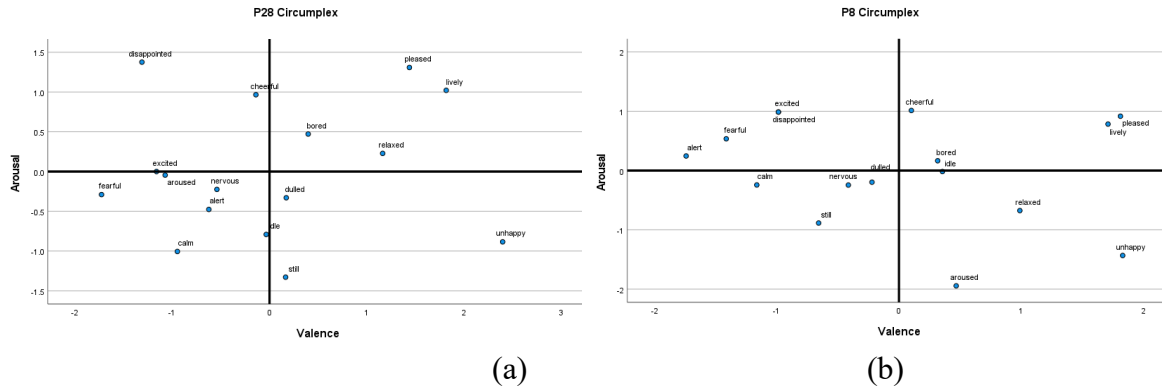 P28 Circumplex
disappointed
pleased
1.5
cheerful
lively
1.0
bored
0.5
relaxed
excited
0.0
aroused
fearful
nervous
dulled
alert
-0.5
idle
unhappy
calm
-1.0
still
-1.5
-2 -1 0 1 2 3
Valence
Arousal
(a)
P8 Circumplex
2
excited
cheerful
1
disappointed
pleased
lively
fearful
alert
bored
idle
dulled
0
calm
nervous
relaxed
still
-1
unhappy
aroused
-2
-2 -1 0 1 2
Valence
Arousal
(b)